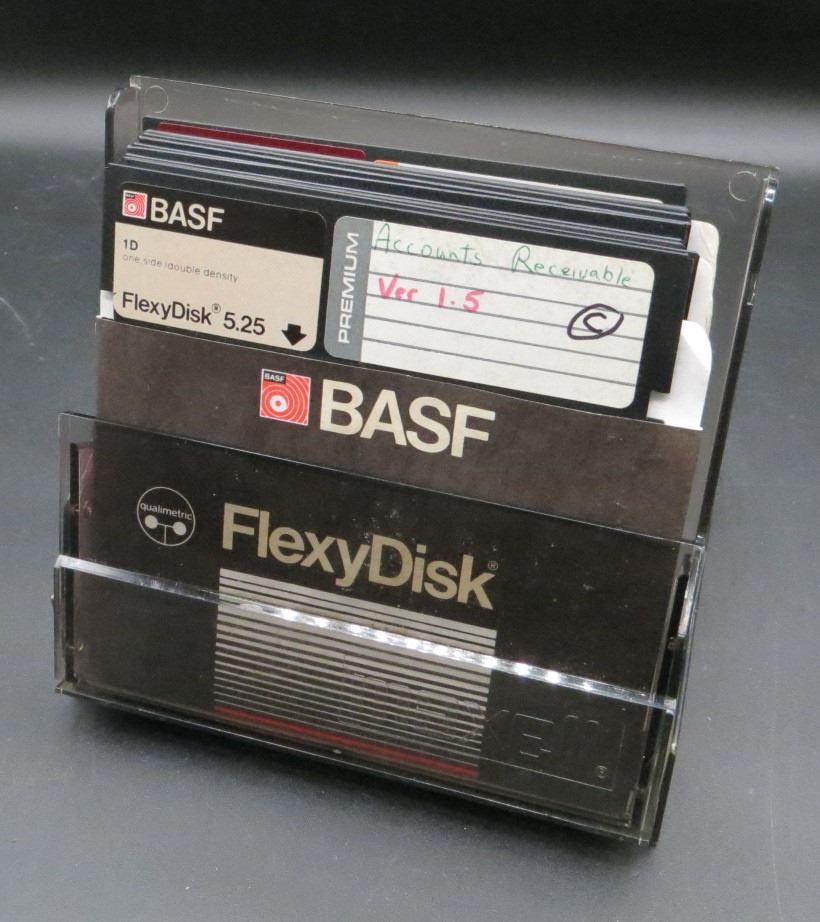 BASF
1D
one side/double density
FlexyDisk® 5.25
PREMIUM
Accounts Receivable
Ver 1.5
C
BASF
BASF
qualimetric
FlexyDisk®
maxell®